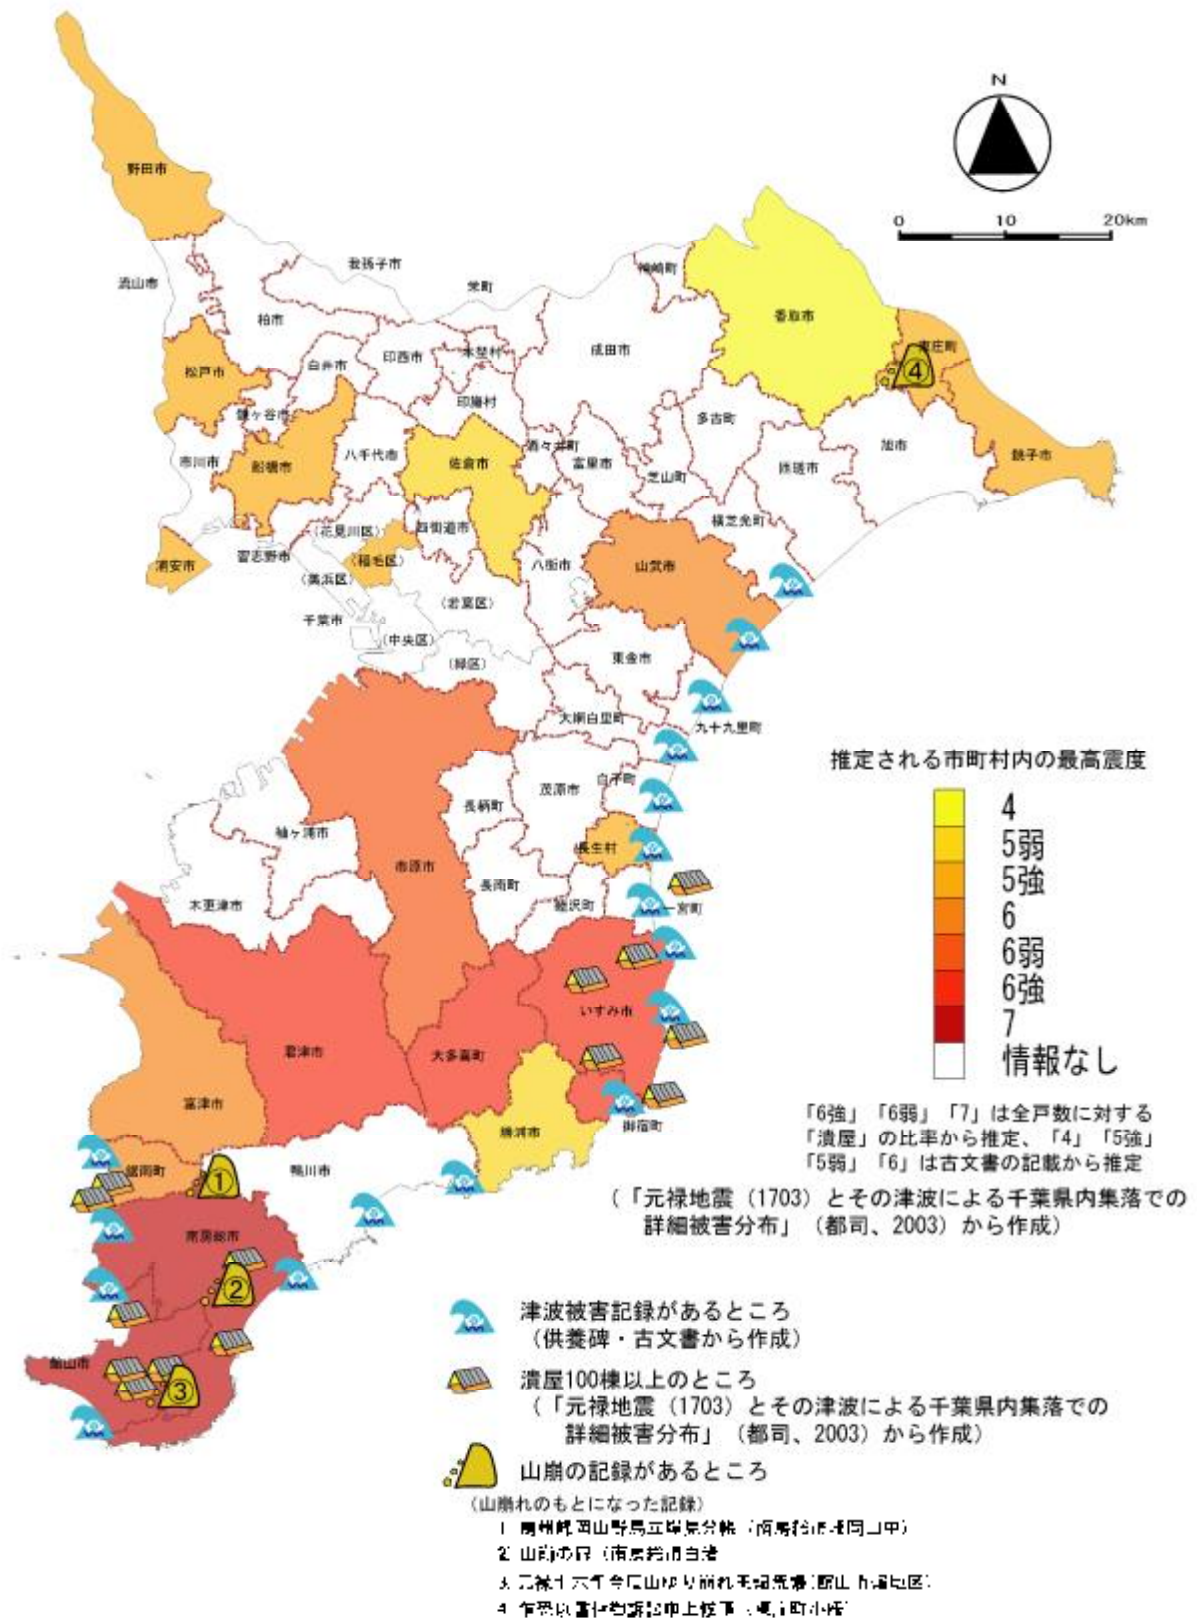 N
0 10 20km
野田市
流山市
我孫子市
栄町
神崎町
柏市
香取市
東庄町
④
松戸市
白井市
印西市
本埜村
成田市
鎌ヶ谷市
印旛村
多古町
旭市
市川市
船橋市
八千代市
佐倉市
酒々井町
富里市
芝山町
匝瑳市
銚子市
(花見川区)
四街道市
横芝光町
浦安市
習志野市
(稲毛区)
八街市
山武市
(美浜区)
(若葉区)
千葉市
(中央区)
(緑区)
東金市
大網白里町
九十九里町
推定される市町村内の最高震度
4
5弱
5強
6
6弱
6強
7
情報なし
茂原市
白子町
長柄町
袖ヶ浦市
市原市
長生村
長南町
睦沢町
一宮町
木更津市
いすみ市
君津市
大多喜町
富津市
勝浦市
御宿町
「6強」「6弱」「7」は全戸数に対する
「潰屋」の比率から推定、「4」「5強」
「5弱」「6」は古文書の記載から推定
(「元禄地震(1703)とその津波による千葉県内集落での
詳細被害分布」(都司、2003)から作成)
鋸南町
①
鴨川市
南房総市
②
館山市
③
津波被害記録があるところ
(供養碑・古文書から作成)
潰屋100棟以上のところ
(「元禄地震(1703)とその津波による千葉県内集落での
詳細被害分布」(都司、2003)から作成)
山崩の記録があるところ
(山崩れのもとになった記録)
1
2
3
4